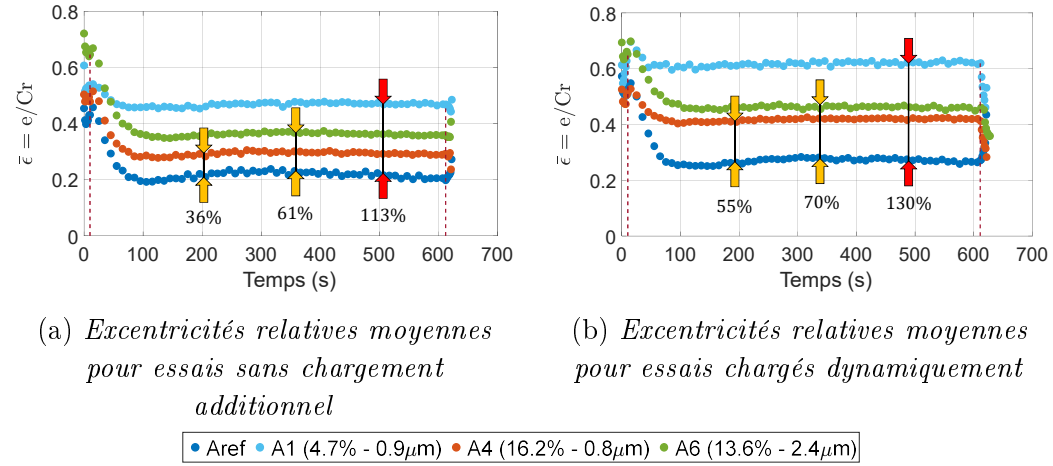 0.8
0.6
0.4
0.2
0
ε̄ = e/Cr
36%
61%
113%
0 100 200 300 400 500 600 700
Temps (s)
(a) Excentricités relatives moyennes
pour essais sans chargement
additionnel
0.8
0.6
0.4
0.2
0
ε̄ = e/Cr
55%
70%
130%
0 100 200 300 400 500 600 700
Temps (s)
(b) Excentricités relatives moyennes
pour essais chargés dynamiquement
Aref A1 (4.7% - 0.9μm) A4 (16.2% - 0.8μm) A6 (13.6% - 2.4μm)